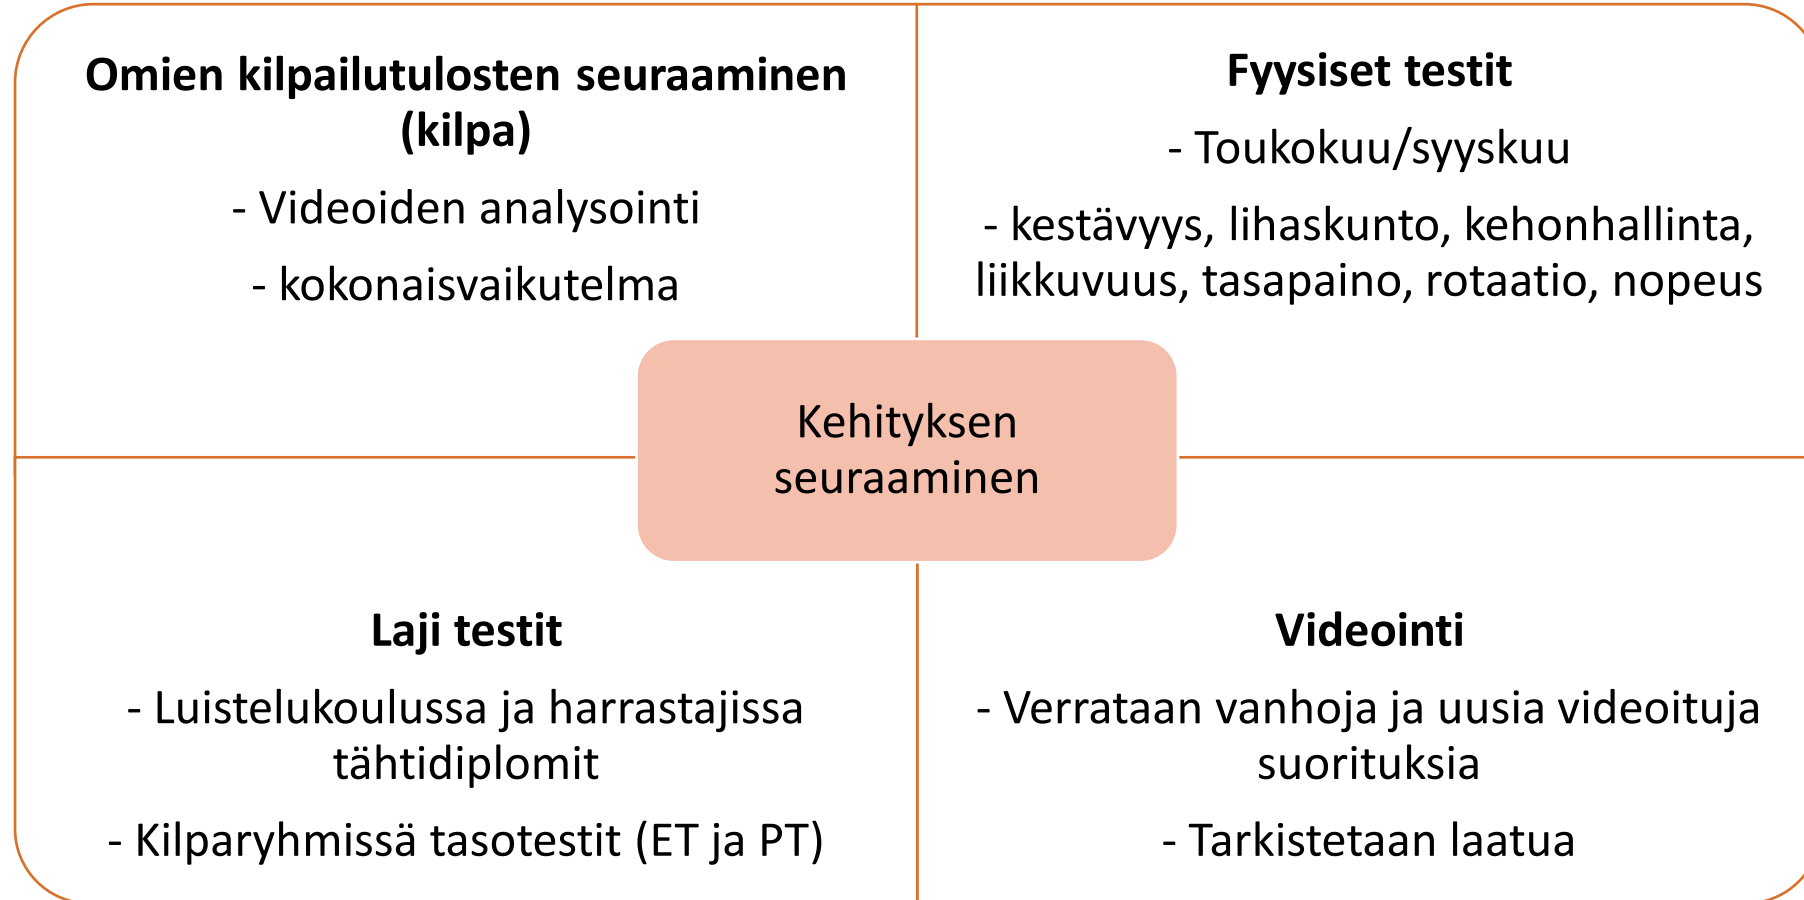 Omien kilpailutulosten seuraaminen
(kilpa)
- Videoiden analysointi
- kokonaisvaikutelma
Fyysiset testit
- Toukokuu/syyskuu
- kestävyys, lihaskunto, kehonhallinta,
liikkuvuus, tasapaino, rotaatio, nopeus
Kehityksen
seuraaminen
Laji testit
- Luistelukoulussa ja harrastajissa
tähtidiplomit
- Kilparyhmissä tasotestit (ET ja PT)
Videointi
- Verrataan vanhoja ja uusia videoituja
suorituksia
- Tarkistetaan laatua